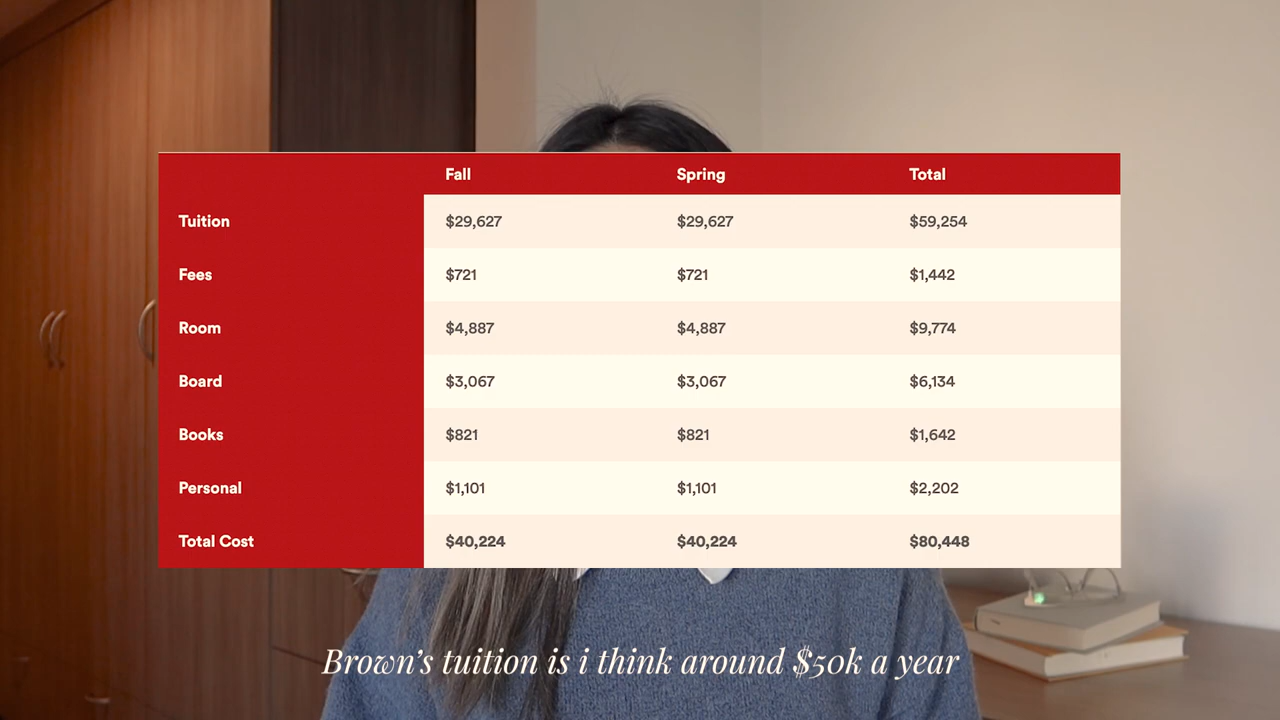 Fall Spring Total
Tuition $29,627 $29,627 $59,254
Fees $721 $721 $1,442
Room $4,887 $4,887 $9,774
Board $3,067 $3,067 $6,134
Books $821 $821 $1,642
Personal $1,101 $1,101 $2,202
Total Cost $40,224 $40,224 $80,448
Brown's tuition is i think around $50k a year